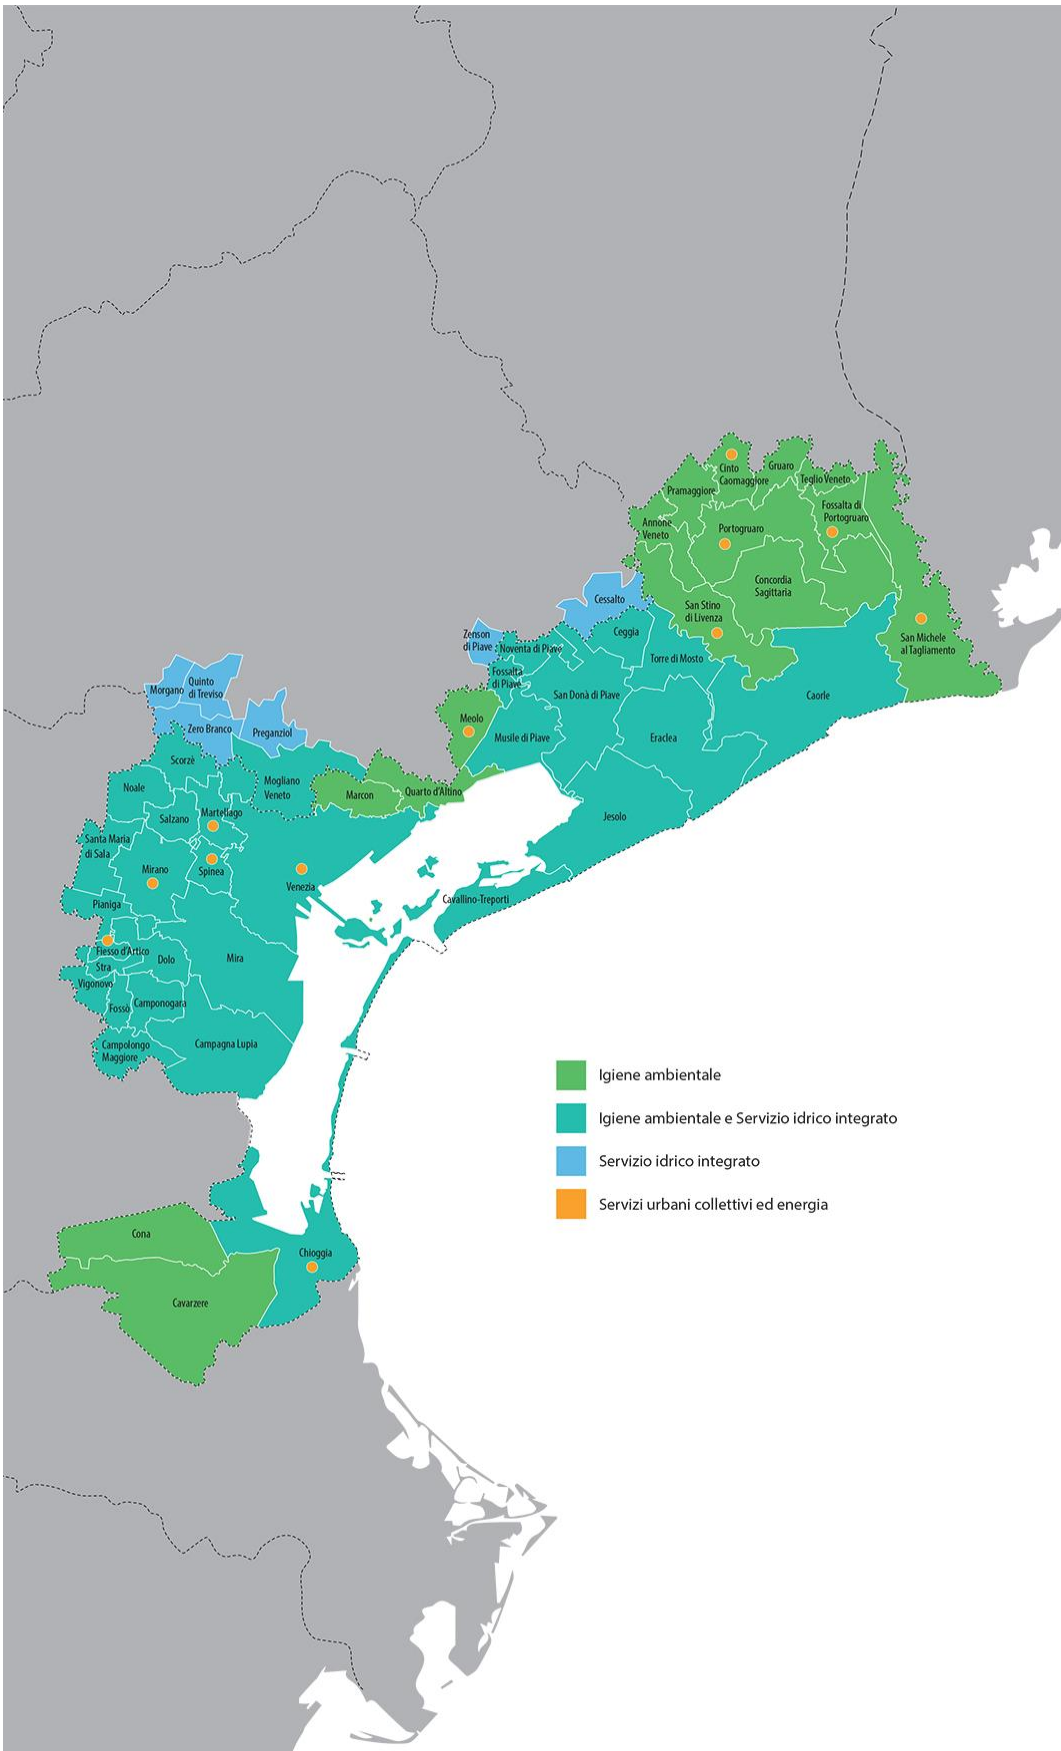 Cinto
Caomaggiore
Gruaro
Teglio Veneto
Pramaggiore
Fossalta di
Portogruaro
Annone
Veneto
Portogruaro
Concordia
Sagittaria
San Stino
di Livenza
San Michele
al Tagliamento
Cessalto
Ceggia
Torre di Mosto
Caorle
Zenson
di Piave
Noventa di Piave
Fossalta
di Piave
San Donà di Piave
Meolo
Musile di Piave
Eraclea
Jesolo
Morgano
Quinto
di Treviso
Zero Branco
Preganziol
Scorzè
Mogliano
Veneto
Noale
Marcon
Quarto d'Altino
Salzano
Martellago
Santa Maria
di Sala
Mirano
Spinea
Venezia
Cavallino-Treporti
Pianiga
Fiesso d'Artico
Stra
Dolo
Mira
Vigonovo
Fossò
Camponogara
Campolongo
Maggiore
Campagna Lupia
Igiene ambientale
Igiene ambientale e Servizio idrico integrato
Servizio idrico integrato
Servizi urbani collettivi ed energia
Cona
Chioggia
Cavarzere